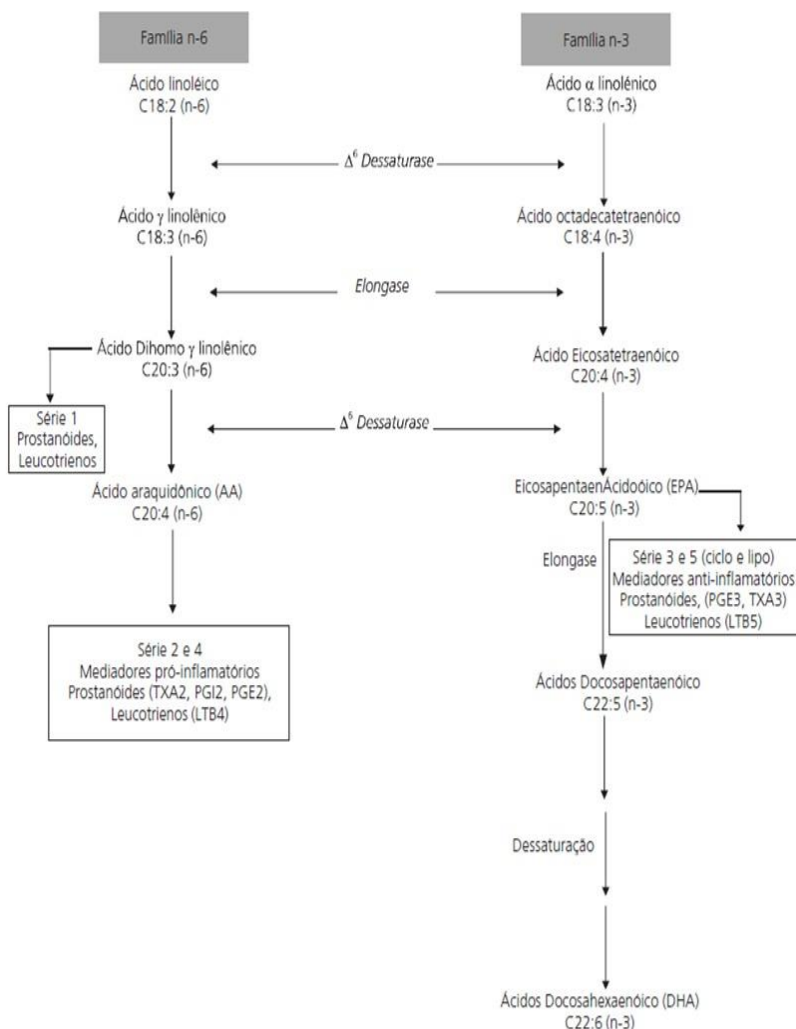 Família n-6
Família n-3
Ácido linoléico
C18:2 (n-6)
Ácido α linolênico
C18:3 (n-3)
Δ⁶ Dessaturase
Ácido γ linolênico
C18:3 (n-6)
Ácido octadecatetraenóico
C18:4 (n-3)
Elongase
Ácido Dihomo γ linolênico
C20:3 (n-6)
Ácido Eicosatetraenóico
C20:4 (n-3)
Série 1
Prostanóides,
Leucotrienos
Δ⁶ Dessaturase
Ácido araquidônico (AA)
C20:4 (n-6)
EicosapentaenÁcidoóico (EPA)
C20:5 (n-3)
Elongase
Série 3 e 5 (ciclo e lipo)
Mediadores anti-inflamatórios
Prostanóides, (PGE3, TXA3)
Leucotrienos (LTB5)
Série 2 e 4
Mediadores pró-inflamatórios
Prostanóides (TXA2, PGI2, PGE2),
Leucotrienos (LTB4)
Ácidos Docosapentaenóico
C22:5 (n-3)
Dessaturação
Ácidos Docosahexaenóico (DHA)
C22:6 (n-3)